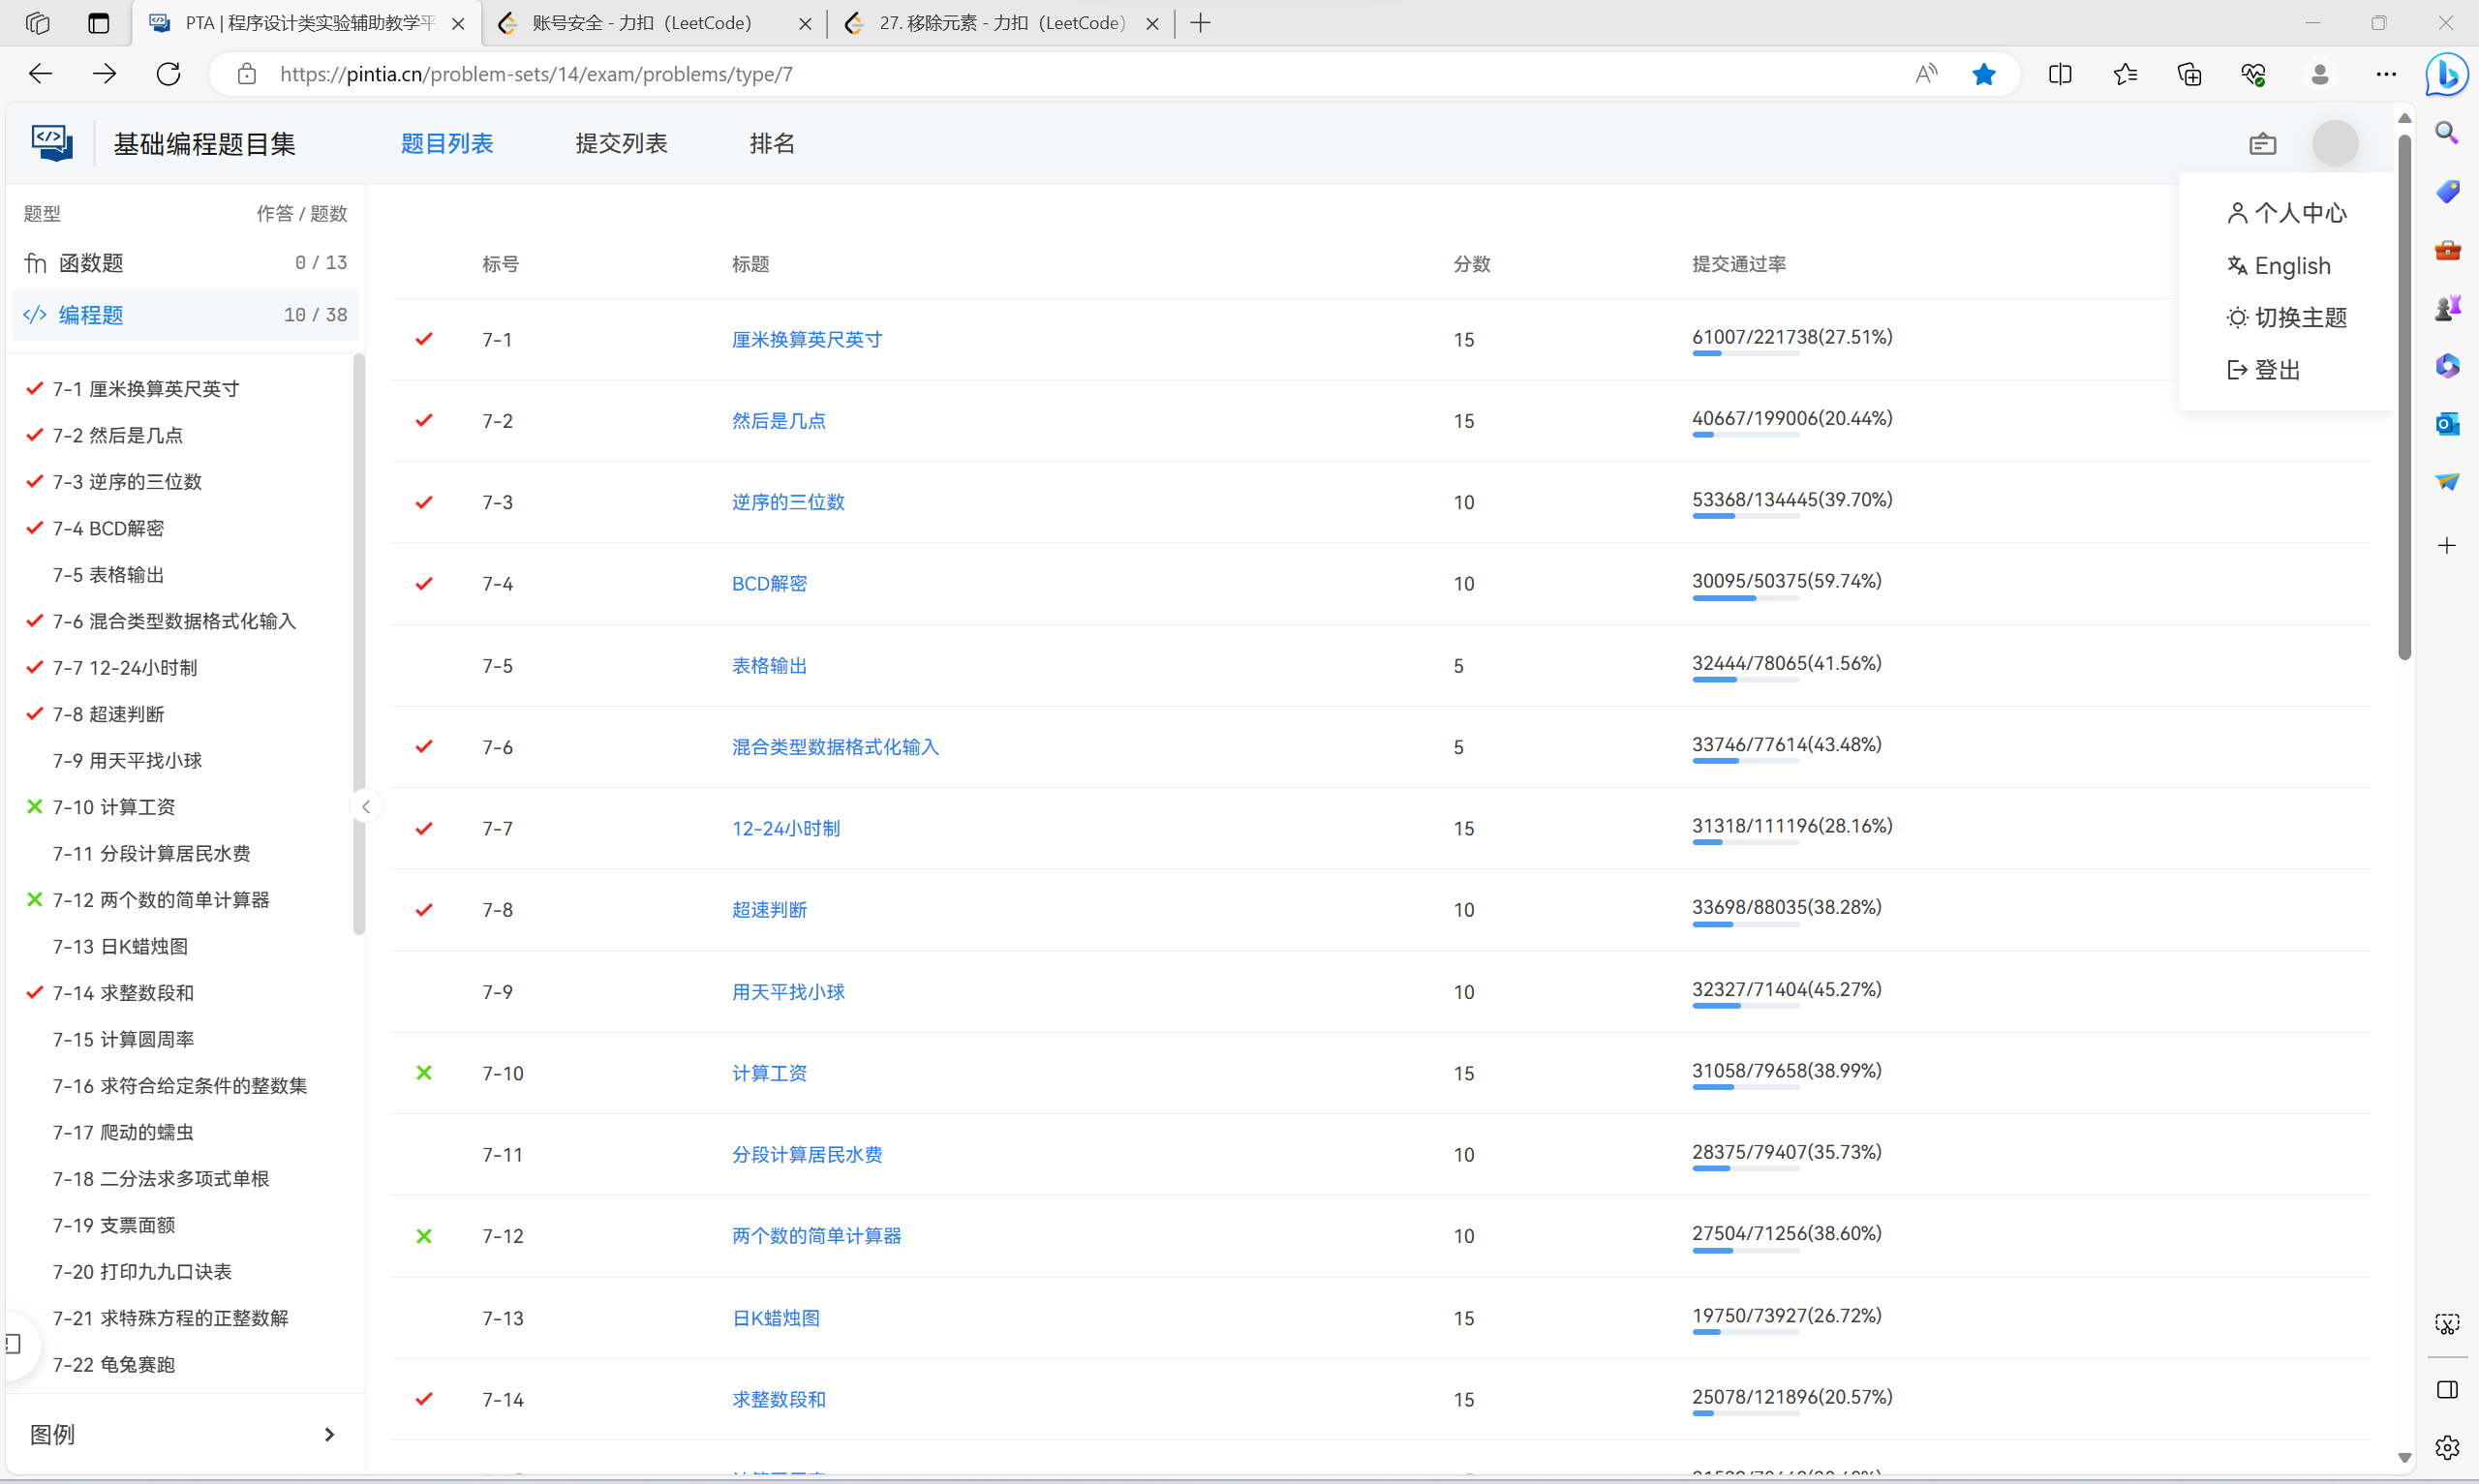 PTA | 程序设计类实验辅助教学平
账号安全 - 力扣（LeetCode）
27. 移除元素 - 力扣（LeetCode）
https://pintia.cn/problem-sets/14/exam/problems/type/7
基础编程题目集
题目列表
提交列表
排名
个人中心
English
切换主题
登出
题型 作答 / 题数
函数题 0 / 13
编程题 10 / 38
7-1 厘米换算英尺英寸
7-2 然后是几点
7-3 逆序的三位数
7-4 BCD解密
7-5 表格输出
7-6 混合类型数据格式化输入
7-7 12-24小时制
7-8 超速判断
7-9 用天平找小球
7-10 计算工资
7-11 分段计算居民水费
7-12 两个数的简单计算器
7-13 日K蜡烛图
7-14 求整数段和
7-15 计算圆周率
7-16 求符合给定条件的整数集
7-17 爬动的蠕虫
7-18 二分法求多项式单根
7-19 支票面额
7-20 打印九九口诀表
7-21 求特殊方程的正整数解
7-22 龟兔赛跑
图例
标号 标题 分数 提交通过率
7-1 厘米换算英尺英寸 15 61007/221738(27.51%)
7-2 然后是几点 15 40667/199006(20.44%)
7-3 逆序的三位数 10 53368/134445(39.70%)
7-4 BCD解密 10 30095/50375(59.74%)
7-5 表格输出 5 32444/78065(41.56%)
7-6 混合类型数据格式化输入 5 33746/77614(43.48%)
7-7 12-24小时制 15 31318/111196(28.16%)
7-8 超速判断 10 33698/88035(38.28%)
7-9 用天平找小球 10 32327/71404(45.27%)
7-10 计算工资 15 31058/79658(38.99%)
7-11 分段计算居民水费 10 28375/79407(35.73%)
7-12 两个数的简单计算器 10 27504/71256(38.60%)
7-13 日K蜡烛图 15 19750/73927(26.72%)
7-14 求整数段和 15 25078/121896(20.57%)